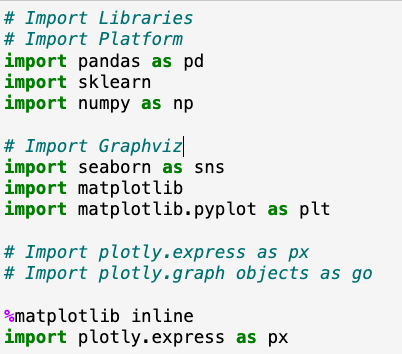 # Import Libraries
# Import Platform
import pandas as pd
import sklearn
import numpy as np
# Import Graphviz
import seaborn as sns
import matplotlib
import matplotlib.pyplot as plt
# Import plotly.express as px
# Import plotly.graph objects as go
%matplotlib inline
import plotly.express as px